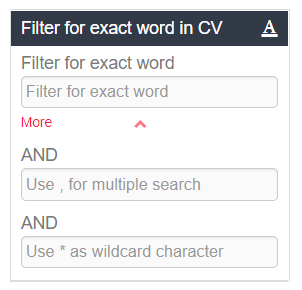 Filter for exact word in CV A
Filter for exact word
Filter for exact word
More
AND
Use , for multiple search
AND
Use * as wildcard character